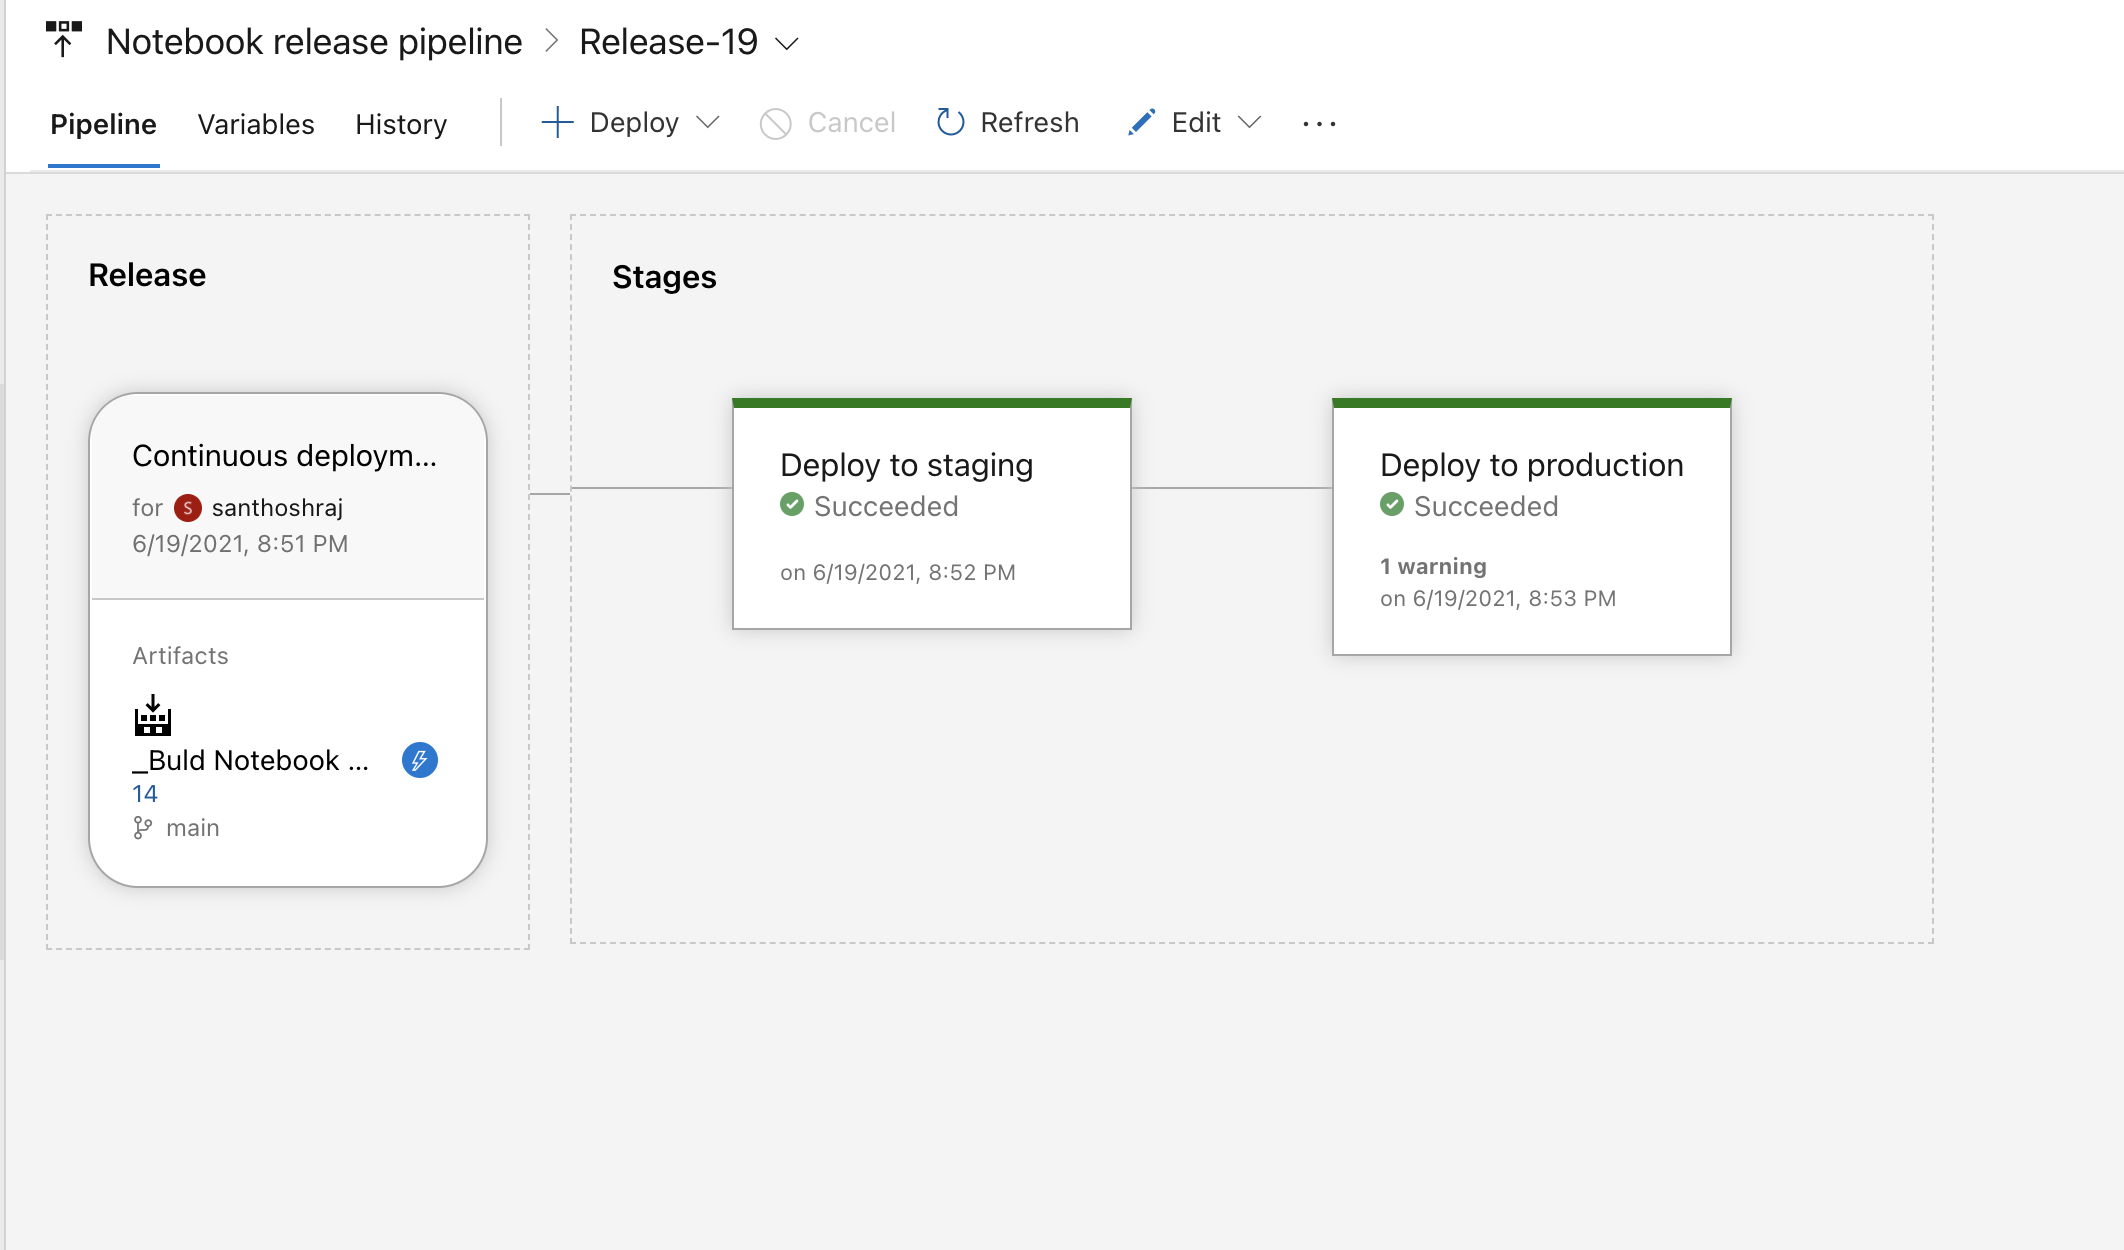 Notebook release pipeline > Release-19
Pipeline Variables History Deploy Cancel Refresh Edit ...
Release
Continuous deploym...
for S santhoshraj
6/19/2021, 8:51 PM
Artifacts
_Buld Notebook ...
14
main
Stages
Deploy to staging
Succeeded
on 6/19/2021, 8:52 PM
Deploy to production
Succeeded
1 warning
on 6/19/2021, 8:53 PM